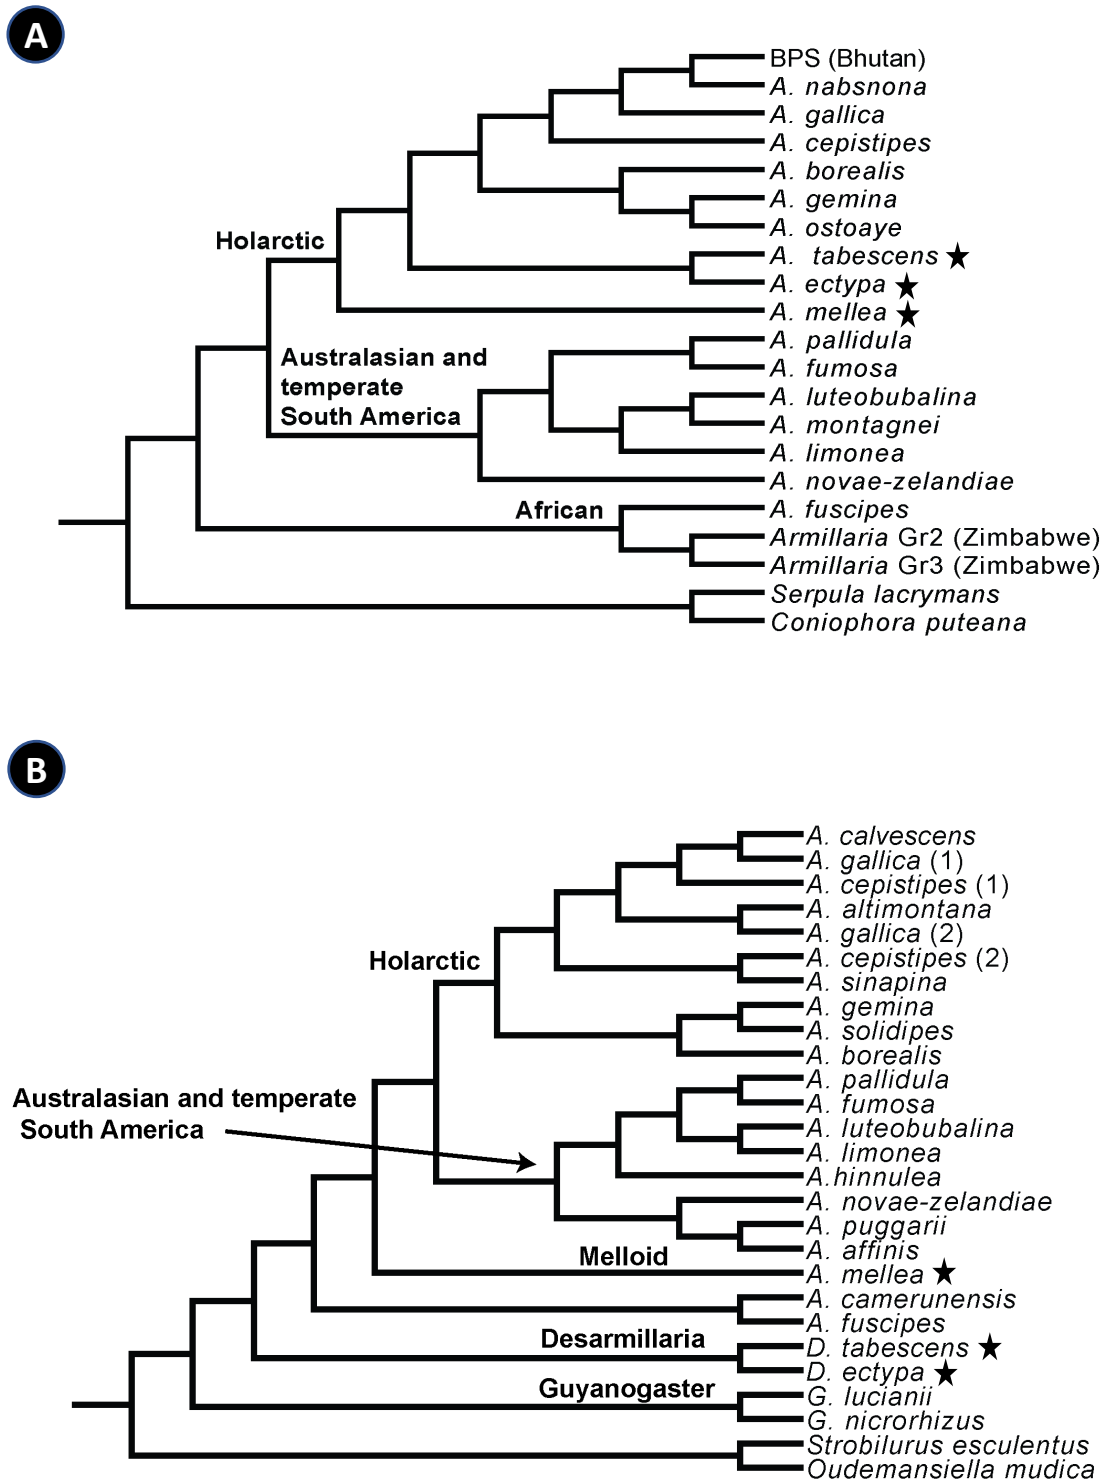 A
BPS (Bhutan)
A. nabsnona
A. gallica
A. cepistipes
A. borealis
A. gemina
A. ostoaye
Holarctic
A. tabescens ★
A. ectypa ★
A. mellea ★
A. pallidula
Australasian and
temperate
South America
A. fumosa
A. luteobubalina
A. montagnei
A. limonea
A. novae-zelandiae
African
A. fuscipes
Armillaria Gr2 (Zimbabwe)
Armillaria Gr3 (Zimbabwe)
Serpula lacrymans
Coniophora puteana
B
A. calvescens
A. gallica (1)
A. cepistipes (1)
A. altimontana
A. gallica (2)
Holarctic
A. cepistipes (2)
A. sinapina
A. gemina
A. solidipes
A. borealis
A. pallidula
Australasian and temperate
South America
A. fumosa
A. luteobubalina
A. limonea
A.hinnulea
A. novae-zelandiae
A. puggarii
A. affinis
Melloid
A. mellea ★
A. camerunensis
A. fuscipes
Desarmillaria
D. tabescens ★
D. ectypa ★
Guyanogaster
G. lucianii
G. nicrorhizus
Strobilurus esculentus
Oudemansiella mudica